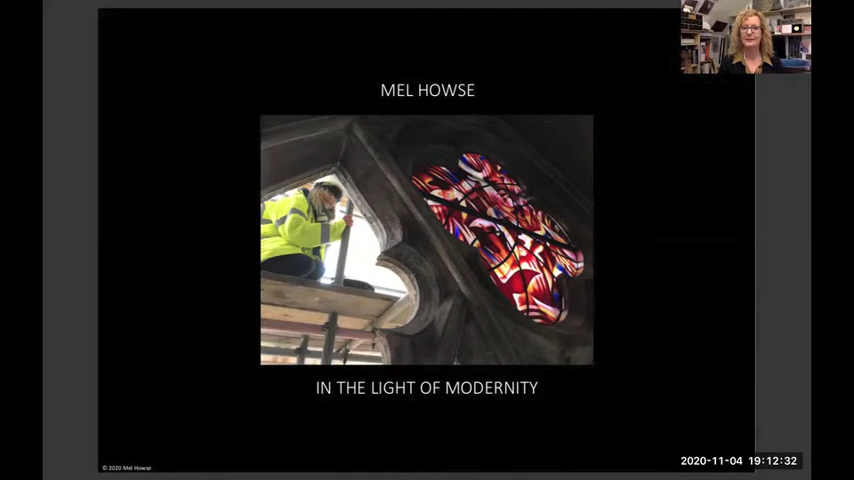 MEL HOWSE
IN THE LIGHT OF MODERNITY
© 2020 Mel Howse
2020-11-04 19:12:32